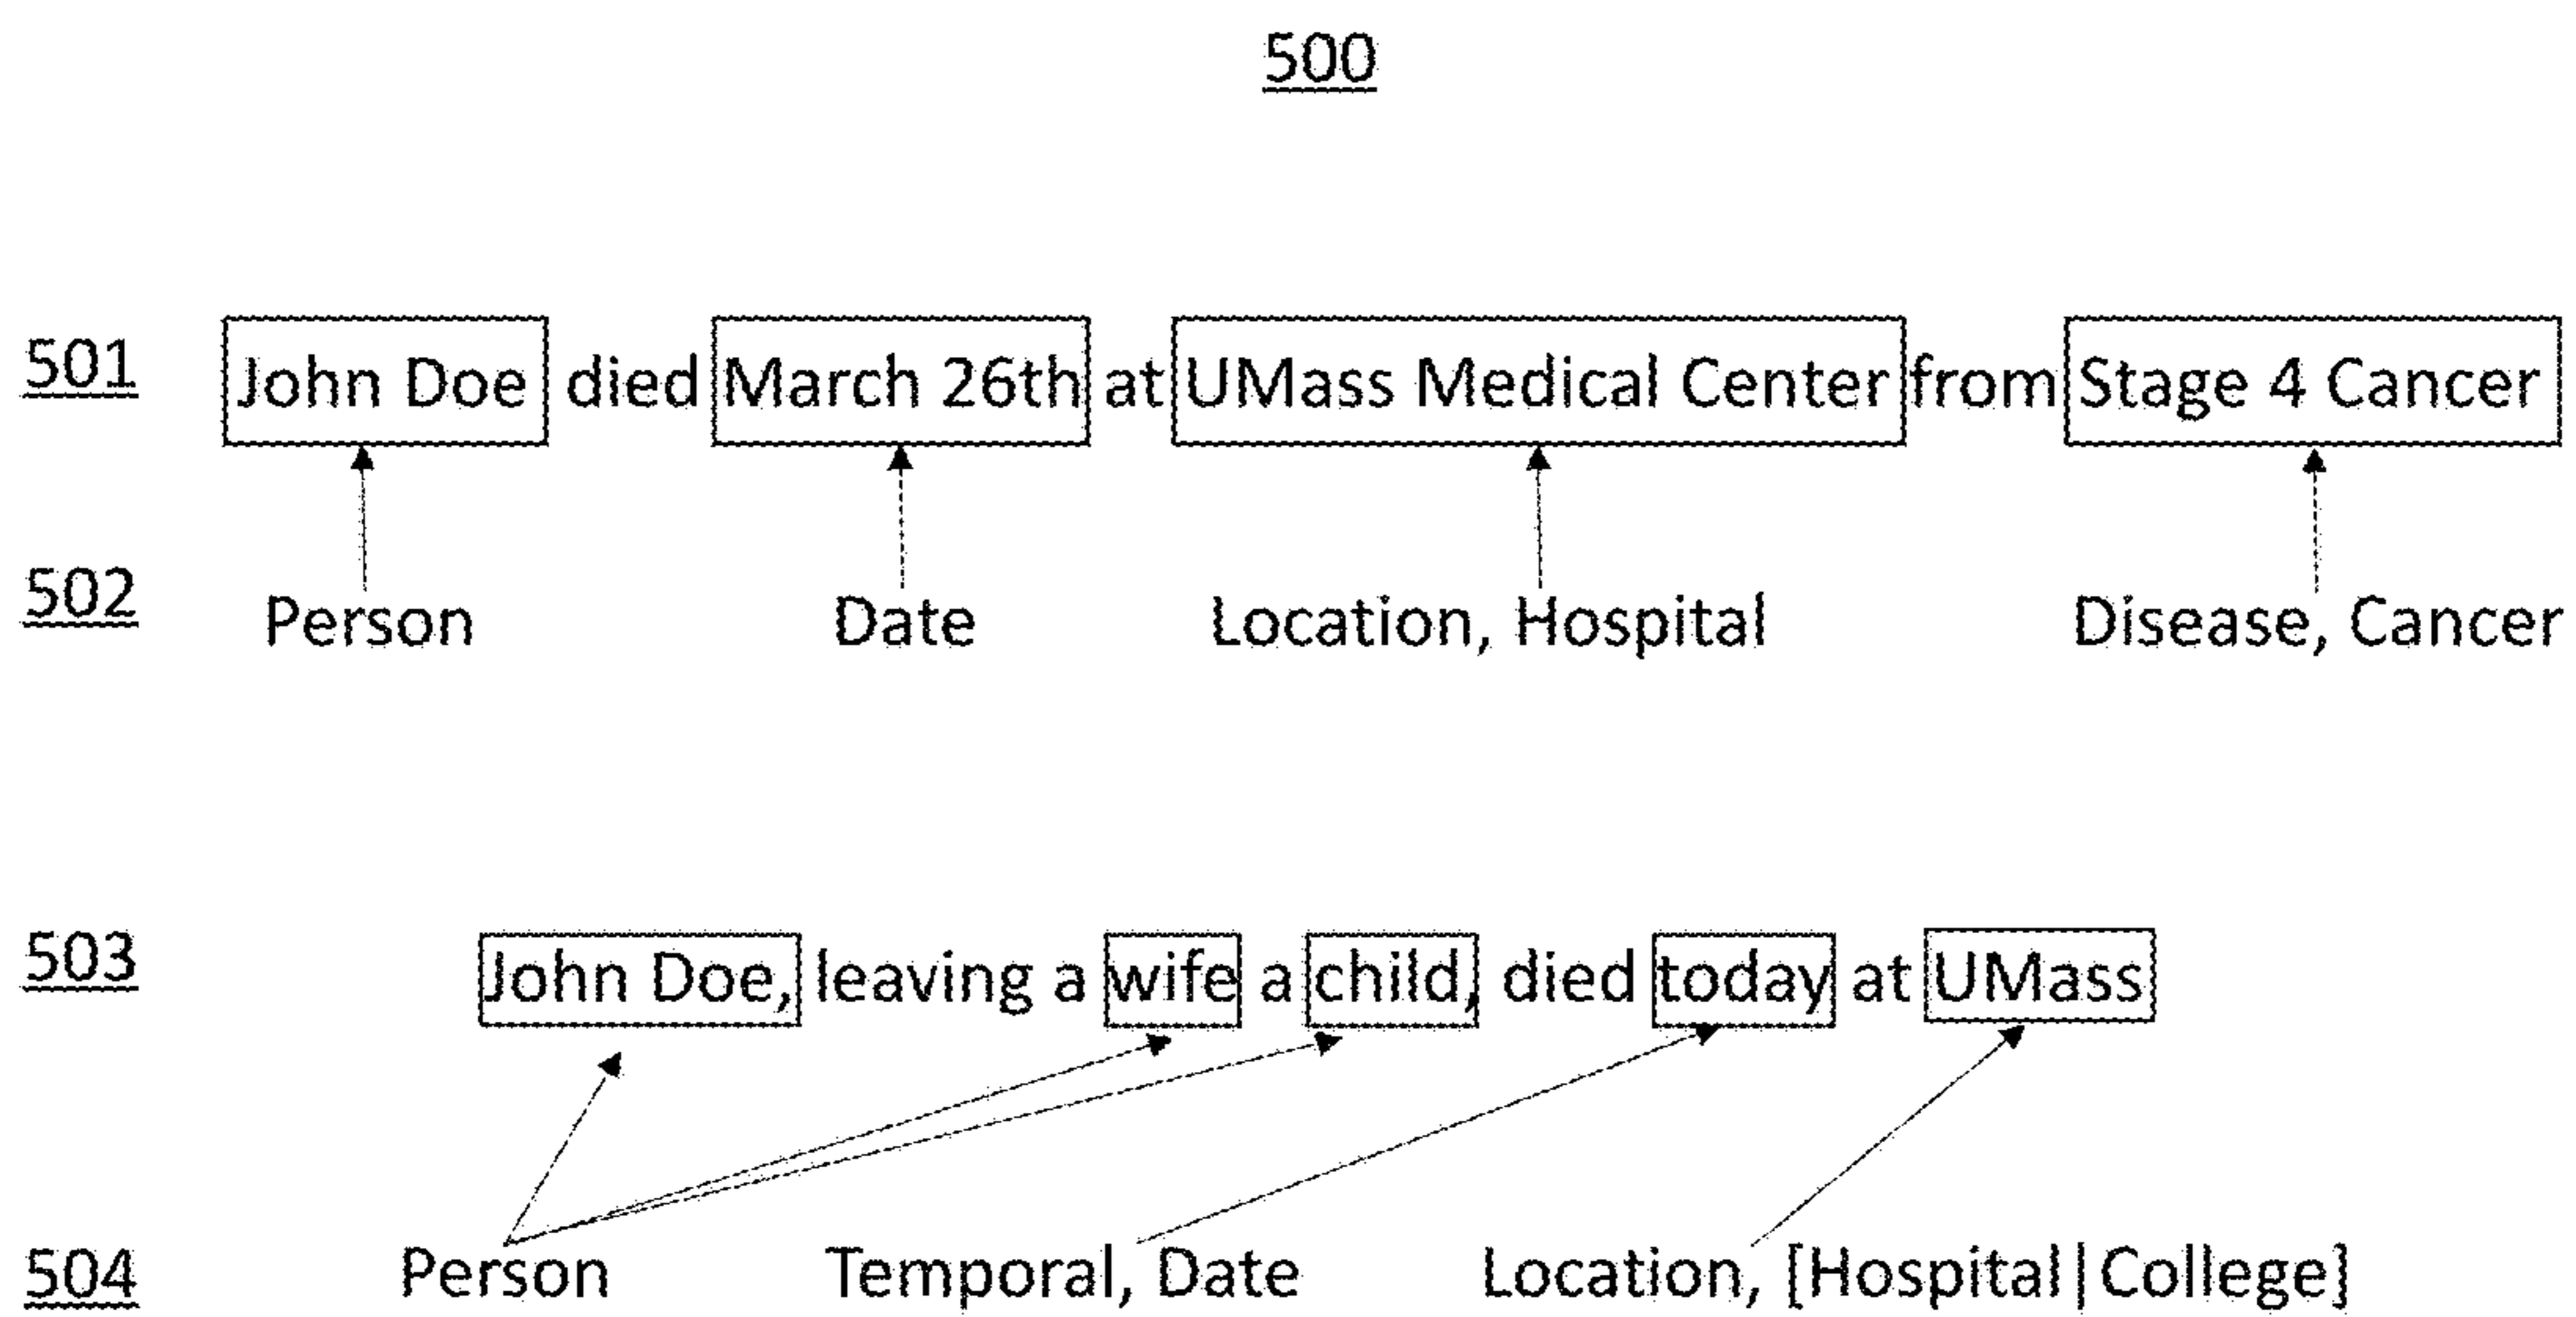 500
501 John Doe died March 26th at UMass Medical Center from Stage 4 Cancer
502 Person Date Location, Hospital Disease, Cancer
503 John Doe, leaving a wife a child, died today at UMass
504 Person Temporal, Date Location, [Hospital|College]